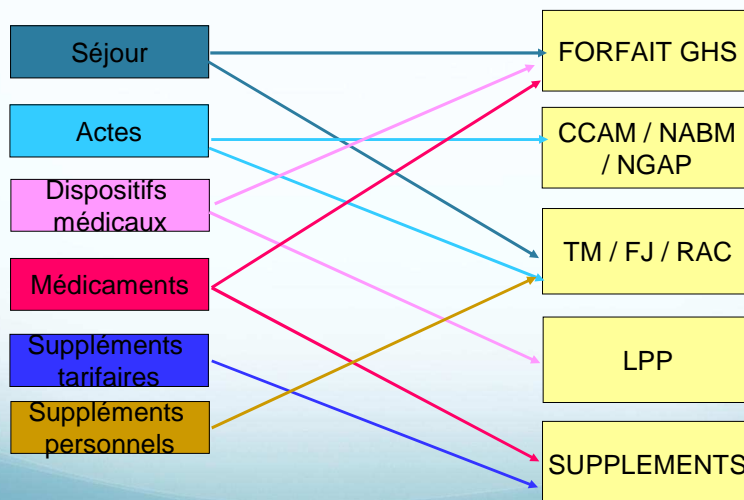 Séjour
Actes
Dispositifs
médicaux
Médicaments
Suppléments
tarifaires
Suppléments
personnels
FORFAIT GHS
CCAM / NABM
/ NGAP
TM / FJ / RAC
LPP
SUPPLEMENTS